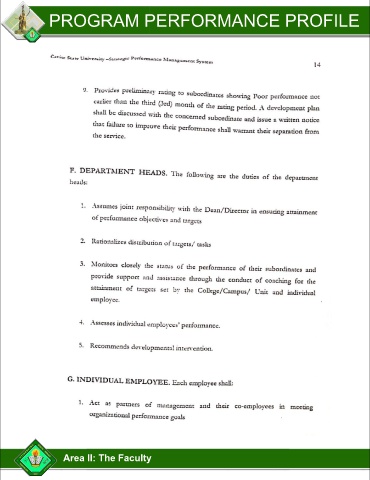 PROGRAM PERFORMANCE PROFILE
Cavite State University –Strategic Performance Management System
14
9. Provides preliminary rating to subordinates showing Poor performance not
earlier than the third (3rd) month of the rating period. A development plan
shall be discussed with the concerned subordinate and issue a written notice
that failure to improve their performance shall warrant their separation from
the service.
F. DEPARTMENT HEADS. The following are the duties of the department
heads:
1. Assumes joint responsibility with the Dean/Director in ensuring attainment
of performance objectives and targets
2. Rationalizes distribution of targets/ tasks
3. Monitors closely the status of the performance of their subordinates and
provide support and assistance through the conduct of coaching for the
attainment of targets set by the College/Campus/ Unit and individual
employee.
4. Assesses individual employees' performance.
5. Recommends developmental intervention.
G. INDIVIDUAL EMPLOYEE. Each employee shall:
1. Act as partners of management and their co-employees in meeting
organizational performance goals
Area II: The Faculty